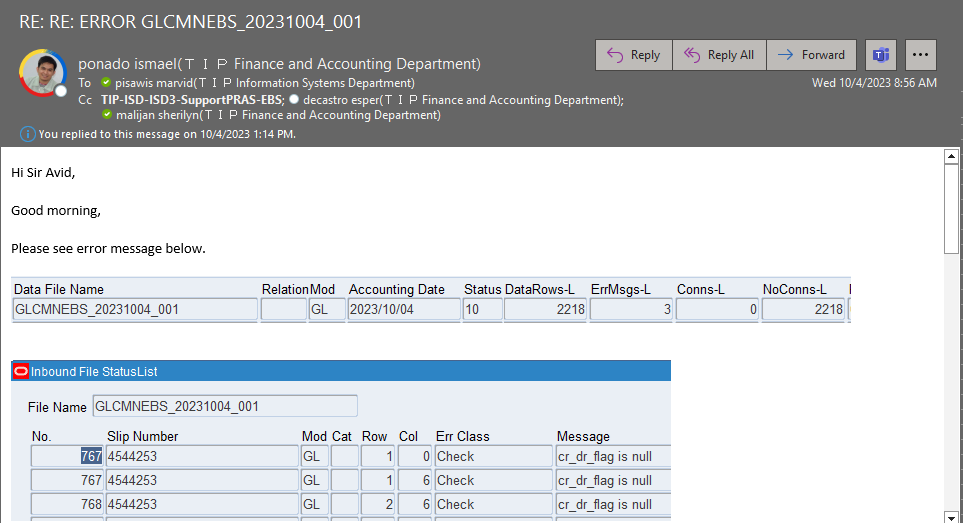 RE: RE: ERROR GLCMNEBS_20231004_001
ponado ismael(ＴＩＰ Finance and Accounting Department)
Reply
Reply All
Forward
To pisawis marvid(ＴＩＰ Information Systems Department)
Wed 10/4/2023 8:56 AM
Cc TIP-ISD-ISD3-SupportPRAS-EBS; decastro esper(ＴＩＰ Finance and Accounting Department);
malijan sherilyn(ＴＩＰ Finance and Accounting Department)
You replied to this message on 10/4/2023 1:14 PM.
Hi Sir Avid,
Good morning,
Please see error message below.
Data File Name Relation Mod Accounting Date Status DataRows-L ErrMsgs-L Conns-L NoConns-L
GLCMNEBS_20231004_001 GL 2023/10/04 10 2218 3 0 2218
Inbound File StatusList
File Name GLCMNEBS_20231004_001
No. Slip Number Mod Cat Row Col Err Class Message
767 4544253 GL 1 0 Check cr_dr_flag is null
767 4544253 GL 1 6 Check cr_dr_flag is null
768 4544253 GL 2 6 Check cr_dr_flag is null